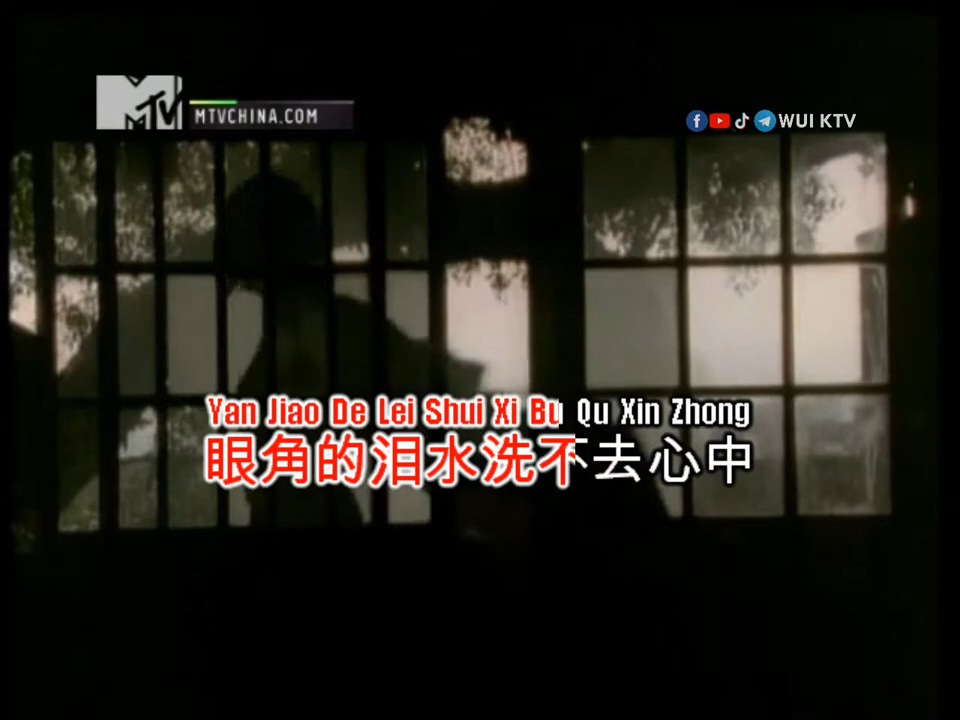 MTV
MTVCHINA.COM
WUI KTV
Yan Jiao De Lei Shui Xi Bu Qu Xin Zhong
眼角的泪水洗不去心中